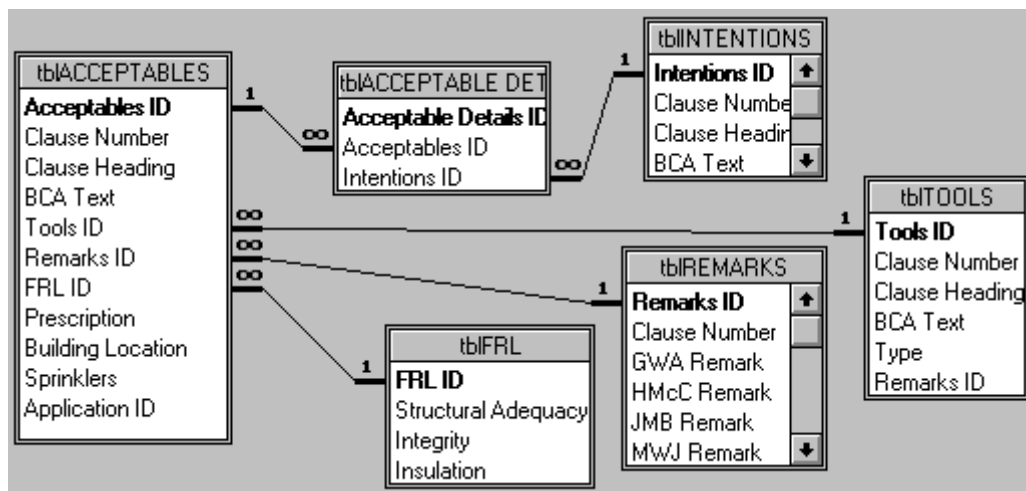 tblACCEPTABLES
Acceptables ID
Clause Number
Clause Heading
BCA Text
Tools ID
Remarks ID
FRL ID
Prescription
Building Location
Sprinklers
Application ID
1
∞
∞
∞
∞
tblACCEPTABLE DET
Acceptable Details ID
Acceptables ID
Intentions ID
∞
1
tblINTENTIONS
Intentions ID
Clause Numbe
Clause Headin
BCA Text
1
tblTOOLS
Tools ID
Clause Number
Clause Heading
BCA Text
Type
Remarks ID
1
tblREMARKS
Remarks ID
Clause Number
GWA Remark
HMcC Remark
JMB Remark
MWJ Remark
1
tblFRL
FRL ID
Structural Adequacy
Integrity
Insulation